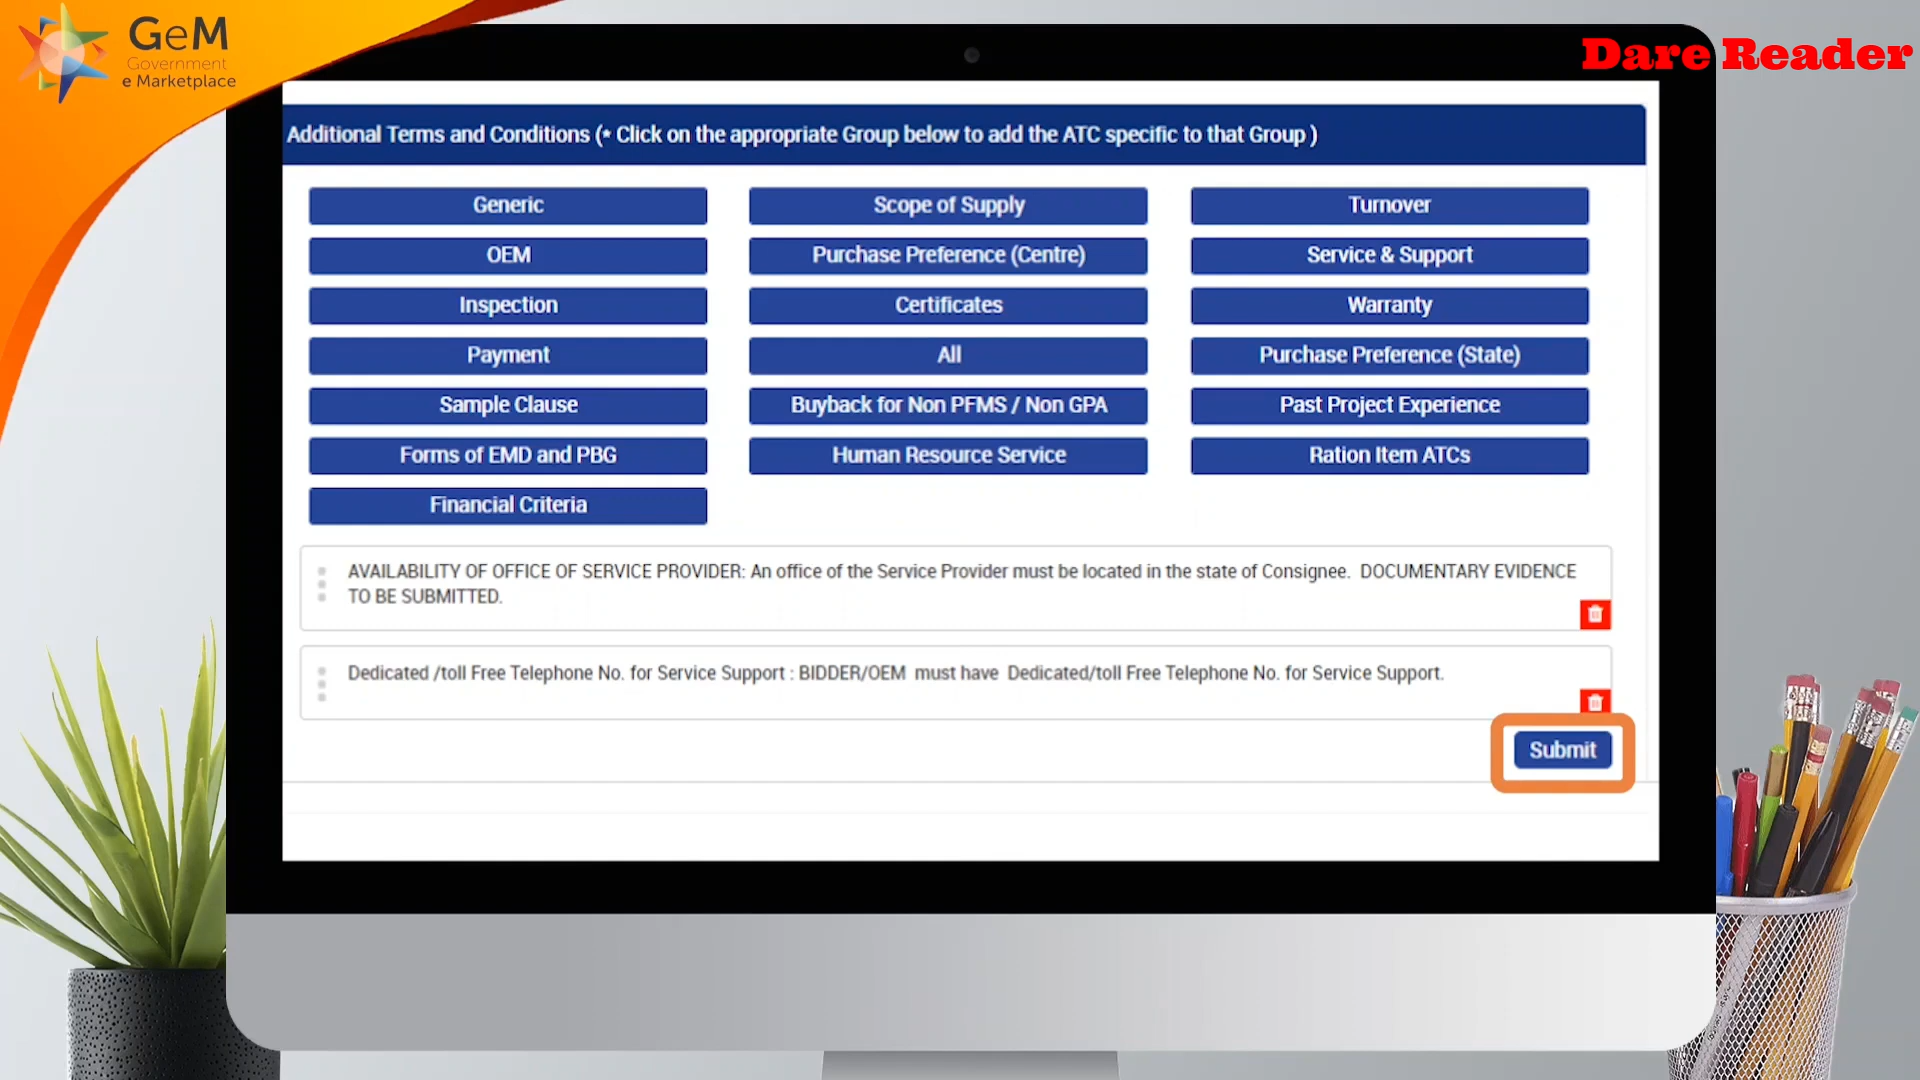 GeM
Government
e Marketplace
Dare Reader
Additional Terms and Conditions (* Click on the appropriate Group below to add the ATC specific to that Group )
Generic
Scope of Supply
Turnover
OEM
Purchase Preference (Centre)
Service & Support
Inspection
Certificates
Warranty
Payment
All
Purchase Preference (State)
Sample Clause
Buyback for Non PFMS / Non GPA
Past Project Experience
Forms of EMD and PBG
Human Resource Service
Ration Item ATCs
Financial Criteria
AVAILABILITY OF OFFICE OF SERVICE PROVIDER: An office of the Service Provider must be located in the state of Consignee. DOCUMENTARY EVIDENCE
TO BE SUBMITTED.
Dedicated /toll Free Telephone No. for Service Support : BIDDER/OEM must have Dedicated/toll Free Telephone No. for Service Support.
Submit